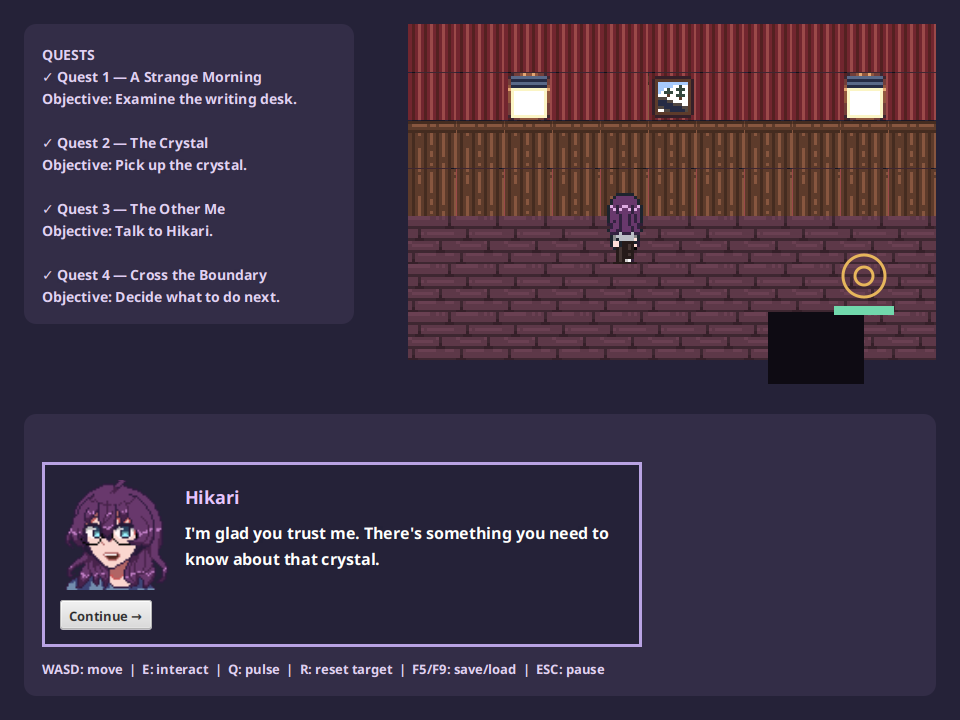 QUESTS
✓ Quest 1 — A Strange Morning
Objective: Examine the writing desk.
✓ Quest 2 — The Crystal
Objective: Pick up the crystal.
✓ Quest 3 — The Other Me
Objective: Talk to Hikari.
✓ Quest 4 — Cross the Boundary
Objective: Decide what to do next.
Hikari
I'm glad you trust me. There's something you need to
know about that crystal.
Continue →
WASD: move | E: interact | Q: pulse | R: reset target | F5/F9: save/load | ESC: pause